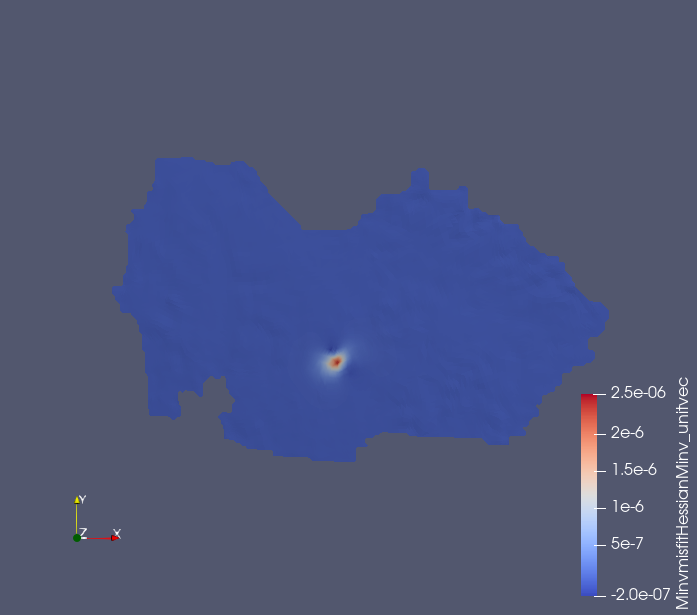 2.5e-06
2e-6
1.5e-6
1e-6
5e-7
-2.0e-07
MinvmisfitHessianMinv_unitvec
Y
Z X